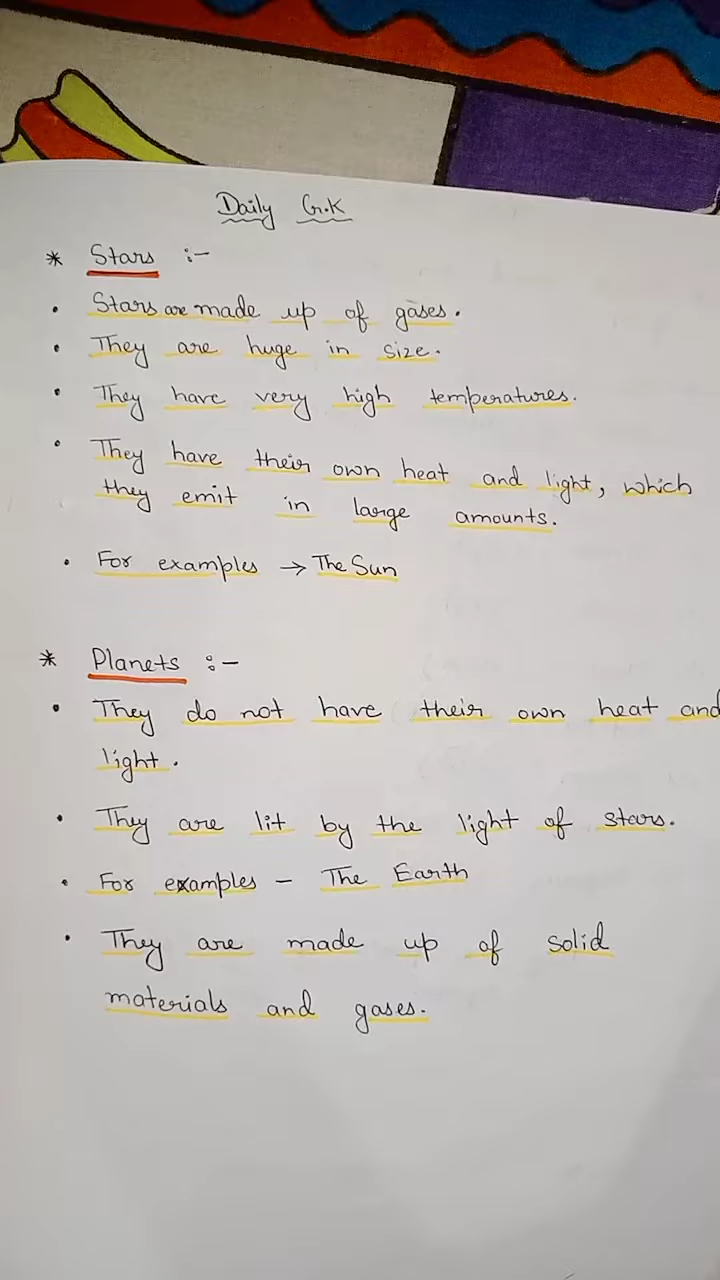 Daily G.K
* Stars :-
• Stars are made up of gases.
• They are huge in size.
• They have very high temperatures.
• They have their own heat and light, which
they emit in large amounts.
• For examples → The Sun
* Planets :-
• They do not have their own heat and
light.
• They are lit by the light of stars.
• For examples - The Earth
• They are made up of solid
materials and gases.